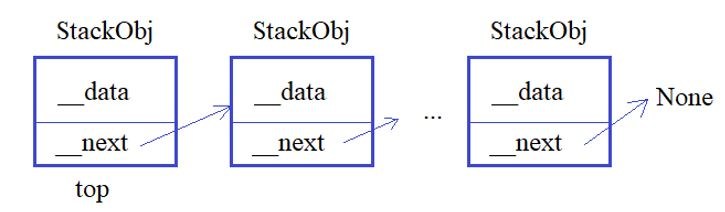 StackObj StackObj StackObj
__data __data __data
... None
__next __next __next
top